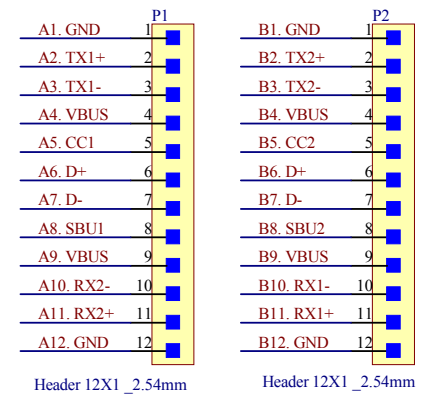 P1
A1. GND 1
A2. TX1+ 2
A3. TX1- 3
A4. VBUS 4
A5. CC1 5
A6. D+ 6
A7. D- 7
A8. SBU1 8
A9. VBUS 9
A10. RX2- 10
A11. RX2+ 11
A12. GND 12
Header 12X1 _2.54mm
P2
B1. GND 1
B2. TX2+ 2
B3. TX2- 3
B4. VBUS 4
B5. CC2 5
B6. D+ 6
B7. D- 7
B8. SBU2 8
B9. VBUS 9
B10. RX1- 10
B11. RX1+ 11
B12. GND 12
Header 12X1 _2.54mm